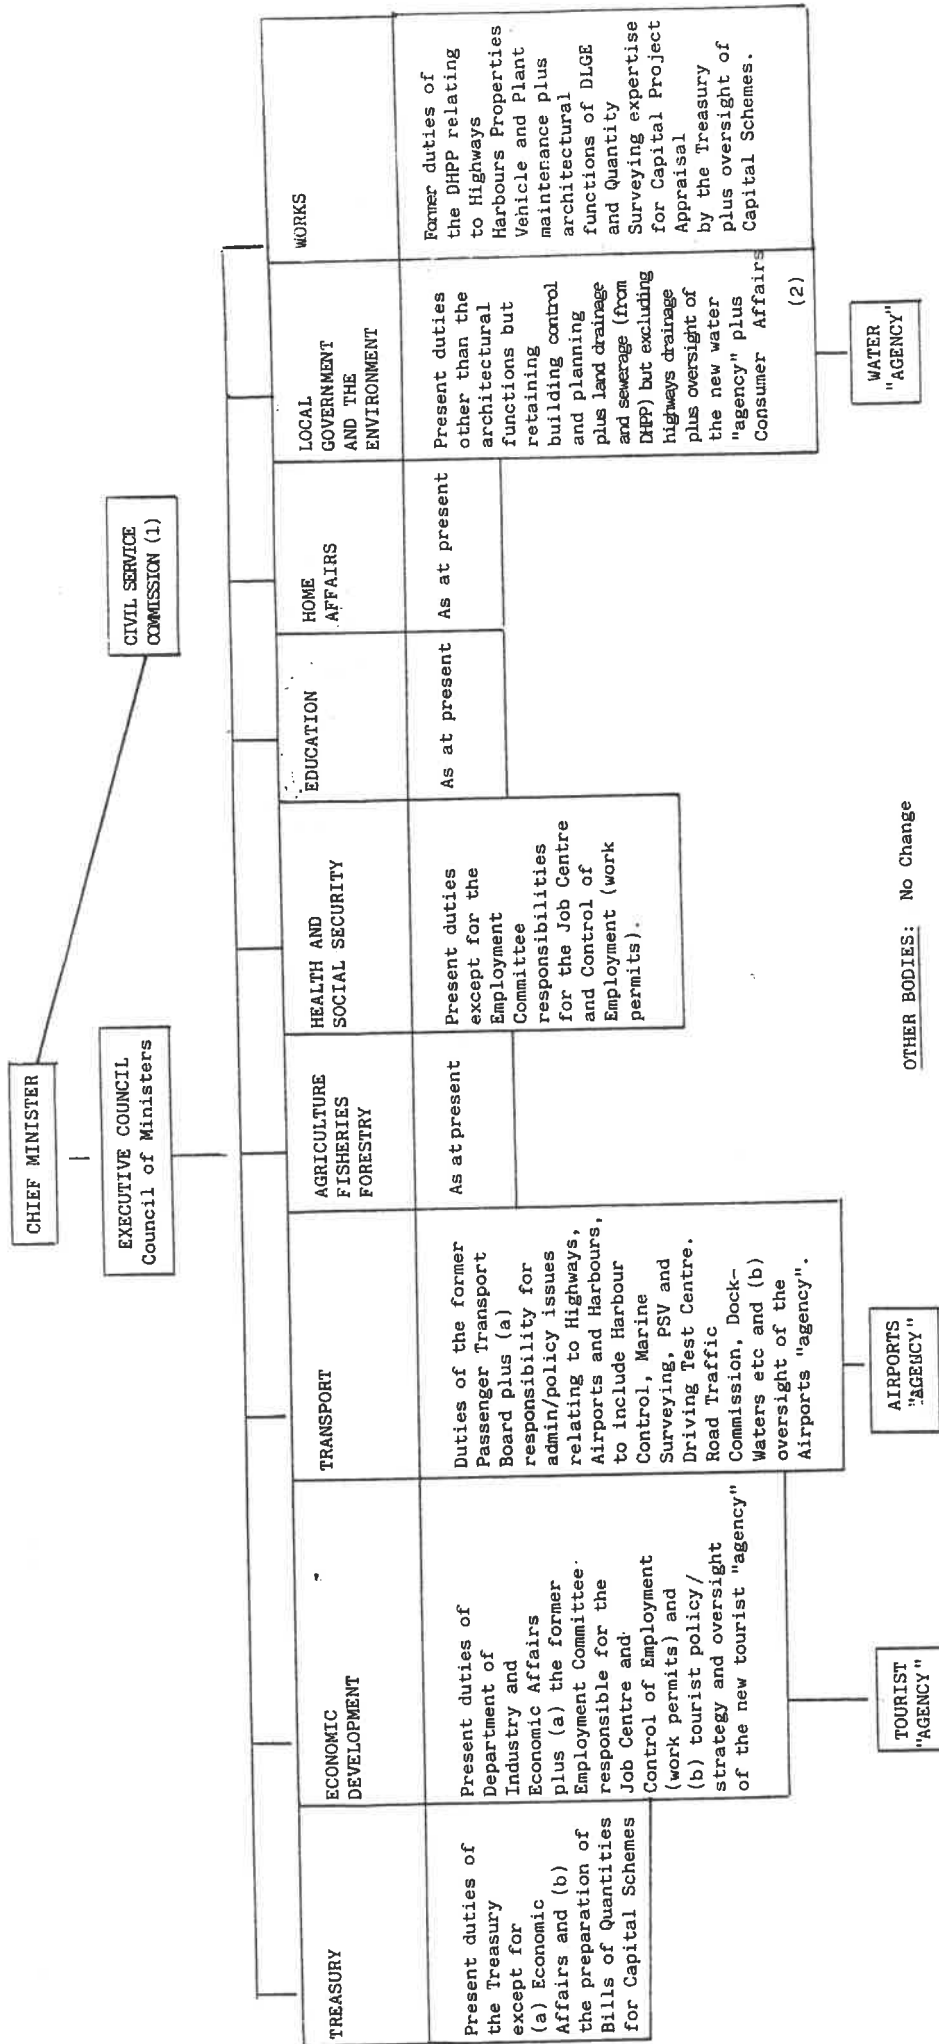 CHIEF MINISTER
CIVIL SERVICE
COMMISSION (1)
EXECUTIVE COUNCIL
Council of Ministers
TREASURY
Present duties of
the Treasury
except for
(a) Economic
Affairs and (b)
the preparation of
Bills of Quantities
for Capital Schemes
ECONOMIC
DEVELOPMENT
Present duties of
Department of
Industry and
Economic Affairs
plus (a) the former
Employment Committee
responsible for the
Job Centre and
Control of Employment
(work permits) and
(b) tourist policy/
strategy and oversight
of the new tourist "agency"
TOURIST
"AGENCY"
TRANSPORT
Duties of the former
Passenger Transport
Board plus (a)
responsibility for
admin/policy issues
relating to Highways,
Airports and Harbours,
to include Harbour
Control, Marine
Surveying, PSV and
Driving Test Centre.
Road Traffic
Commission, Dock-
Waters etc and (b)
oversight of the
Airports "agency".
AIRPORTS
"AGENCY"
AGRICULTURE
FISHERIES
FORESTRY
As at present
HEALTH AND
SOCIAL SECURITY
Present duties
except for the
Employment
Committee
responsibilities
for the Job Centre
and Control of
Employment (work
permits).
EDUCATION
As at present
HOME
AFFAIRS
As at present
LOCAL
GOVERNMENT
AND THE
ENVIRONMENT
Present duties
other than the
architectural
functions but
retaining
building control
and planning
plus land drainage
and sewerage (from
DHPP) but excluding
highways drainage
plus oversight of
the new water
"agency" plus
Consumer Affairs
(2)
WATER
"AGENCY"
WORKS
Former duties of
the DHPP relating
to Highways
Harbours Properties
Vehicle and Plant
maintenance plus
architectural
functions of DLGE
and Quantity
Surveying expertise
for Capital Project
Appraisal
by the Treasury
plus oversight of
Capital Schemes.
OTHER BODIES: No Change